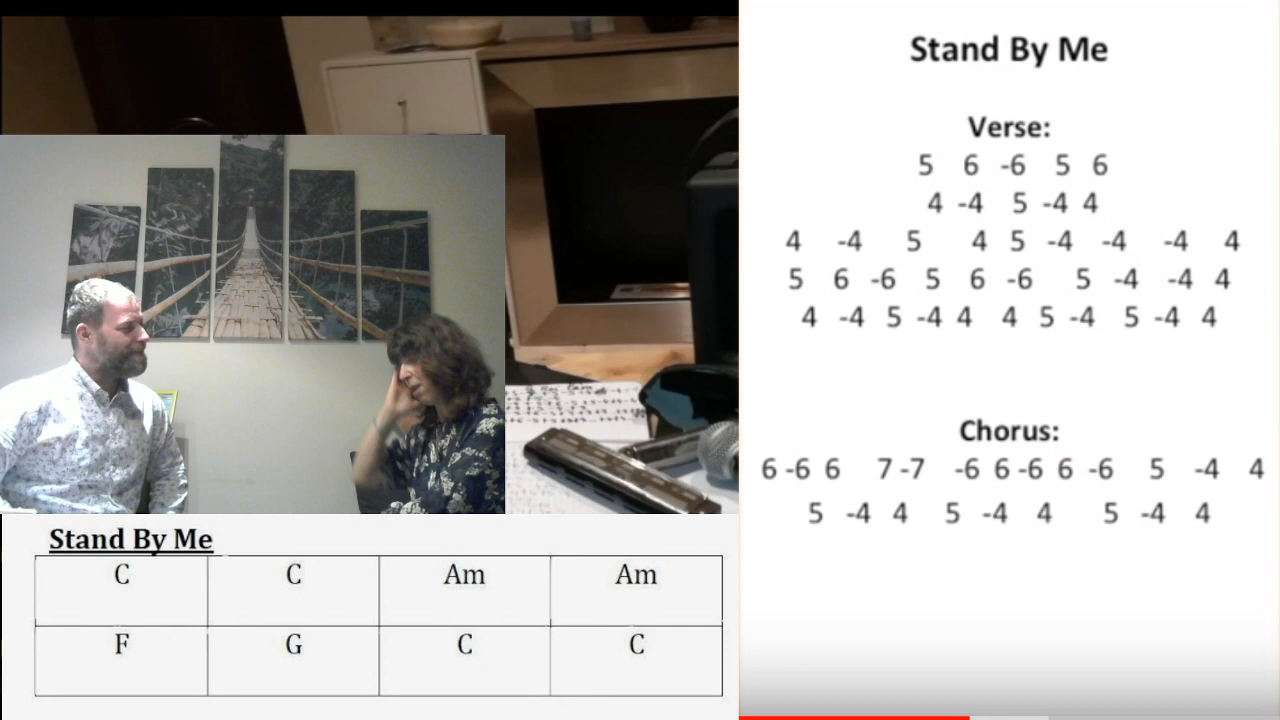 Stand By Me
Verse:
5 6 -6 5 6
4 -4 5 -4 4
4 -4 5 4 5 -4 -4 -4 4
5 6 -6 5 6 -6 5 -4 -4 4
4 -4 5 -4 4 4 5 -4 5 -4 4
Chorus:
6 -6 6 7 -7 -6 6 -6 6 -6 5 -4 4
5 -4 4 5 -4 4 5 -4 4
Stand By Me
C C Am Am
F G C C